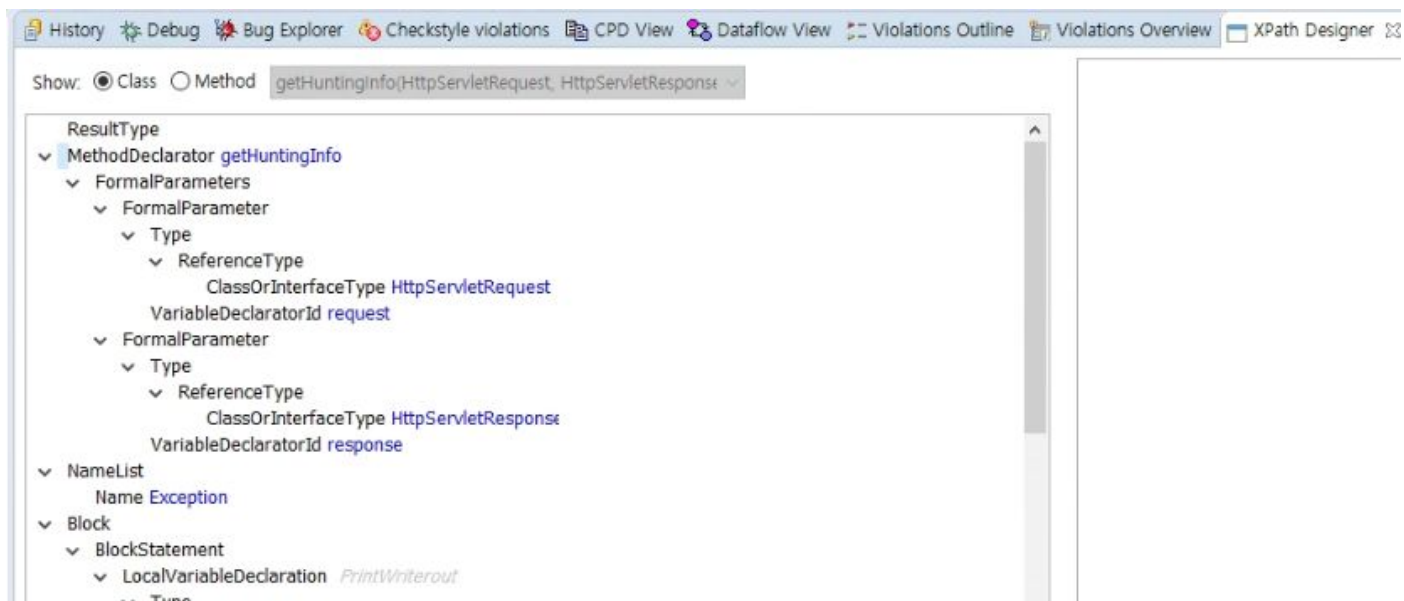 History Debug Bug Explorer Checkstyle violations CPD View Dataflow View Violations Outline Violations Overview XPath Designer
Show: Class Method getHuntingInfo(HttpServletRequest, HttpServletResponse
ResultType
MethodDeclarator getHuntingInfo
FormalParameters
FormalParameter
Type
ReferenceType
ClassOrInterfaceType HttpServletRequest
VariableDeclaratorId request
FormalParameter
Type
ReferenceType
ClassOrInterfaceType HttpServletResponse
VariableDeclaratorId response
NameList
Name Exception
Block
BlockStatement
LocalVariableDeclaration PrintWriterout
Type